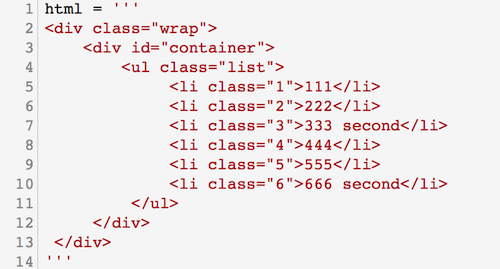 1 html = '''
2 <div class="wrap">
3     <div id="container">
4         <ul class="list">
5              <li class="1">111</li>
6              <li class="2">222</li>
7              <li class="3">333 second</li>
8              <li class="4">444</li>
9              <li class="5">555</li>
10              <li class="6">666 second</li>
11          </ul>
12      </div>
13  </div>
14 '''